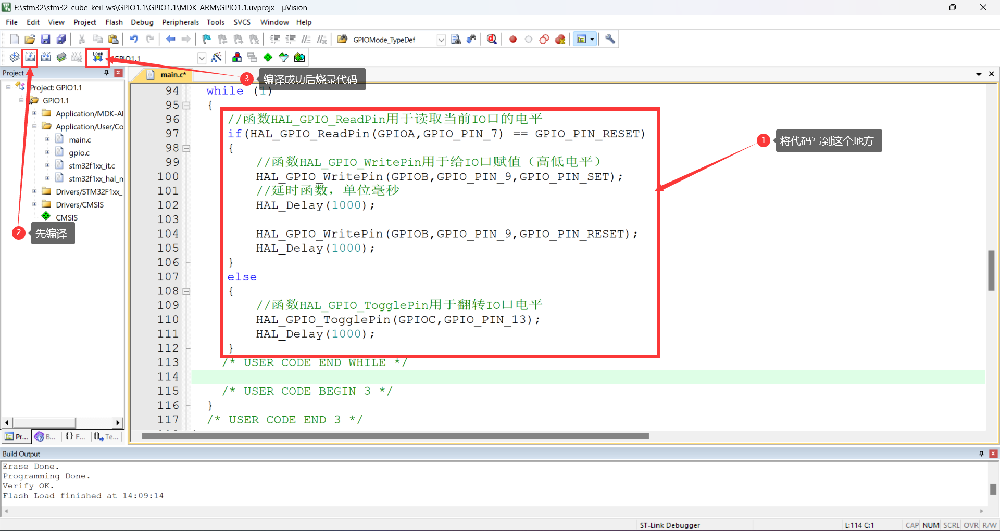 E:\stm32\stm32_cube_keil_ws\GPIO1.1\GPIO1.1\MDK-ARM\GPIO1.1.uvprojx - µVision
File Edit View Project Flash Debug Peripherals Tools SVCS Window Help
GPIOMode_TypeDef
LOAD
GPIO1.1
Project
main.c*
3 编译成功后烧录代码
Project: GPIO1.1
GPIO1.1
Application/MDK-AI
Application/User/Co
main.c
gpio.c
stm32f1xx_it.c
stm32f1xx_hal_m
Drivers/STM32F1xx_
Drivers/CMSIS
CMSIS
2 先编译
1 将代码写到这个地方
94 while (1)
95 {
96 //函数HAL_GPIO_ReadPin用于读取当前IO口的电平
97 if(HAL_GPIO_ReadPin(GPIOA,GPIO_PIN_7) == GPIO_PIN_RESET)
98 {
99 //函数HAL_GPIO_WritePin用于给IO口赋值（高低电平）
100 HAL_GPIO_WritePin(GPIOB,GPIO_PIN_9,GPIO_PIN_SET);
101 //延时函数，单位毫秒
102 HAL_Delay(1000);
103
104 HAL_GPIO_WritePin(GPIOB,GPIO_PIN_9,GPIO_PIN_RESET);
105 HAL_Delay(1000);
106 }
107 else
108 {
109 //函数HAL_GPIO_TogglePin用于翻转IO口电平
110 HAL_GPIO_TogglePin(GPIOC,GPIO_PIN_13);
111 HAL_Delay(1000);
112 }
113 /* USER CODE END WHILE */
114
115 /* USER CODE BEGIN 3 */
116 }
117 /* USER CODE END 3 */
Pr... B... {} F... Te...
Build Output
Erase Done.
Programming Done.
Verify OK.
Flash Load finished at 14:09:14
ST-Link Debugger
L:114 C:1
CAP NUM SCRL OVR R/W